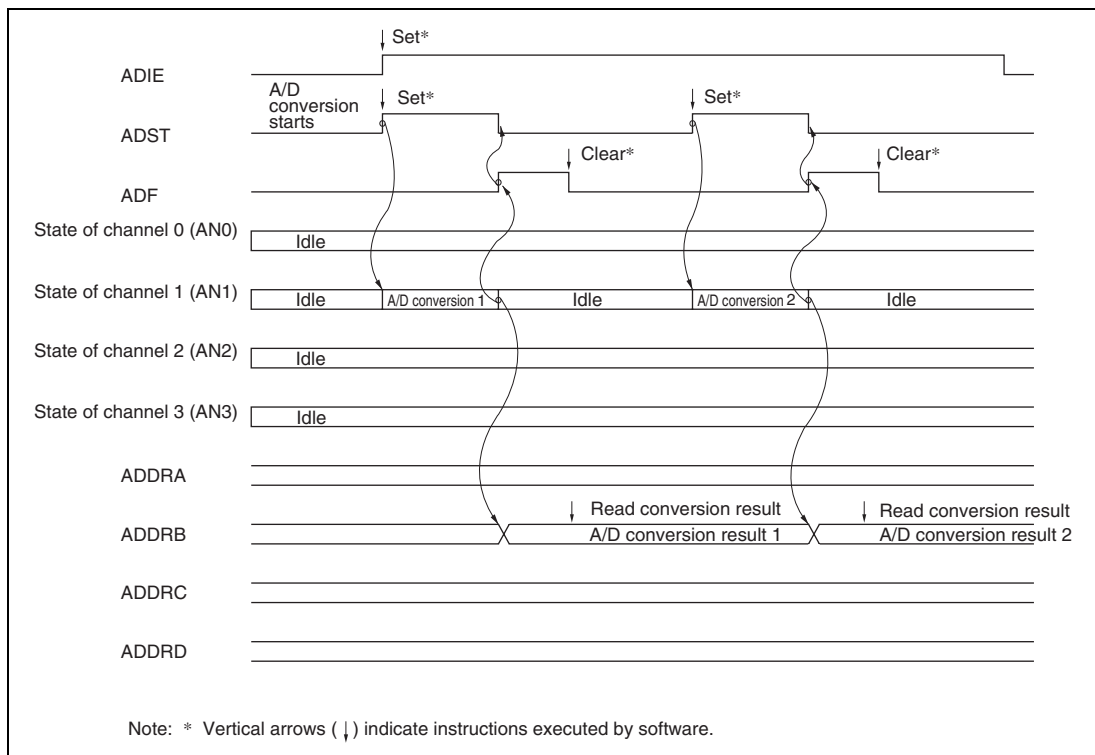 Set*
ADIE
A/D
conversion
starts
Set*
Set*
ADST
Clear*
Clear*
ADF
State of channel 0 (AN0)
Idle
State of channel 1 (AN1)
Idle
A/D conversion 1
Idle
A/D conversion 2
Idle
State of channel 2 (AN2)
Idle
State of channel 3 (AN3)
Idle
ADDRA
Read conversion result
Read conversion result
ADDRB
A/D conversion result 1
A/D conversion result 2
ADDRC
ADDRD
Note: * Vertical arrows (↓) indicate instructions executed by software.